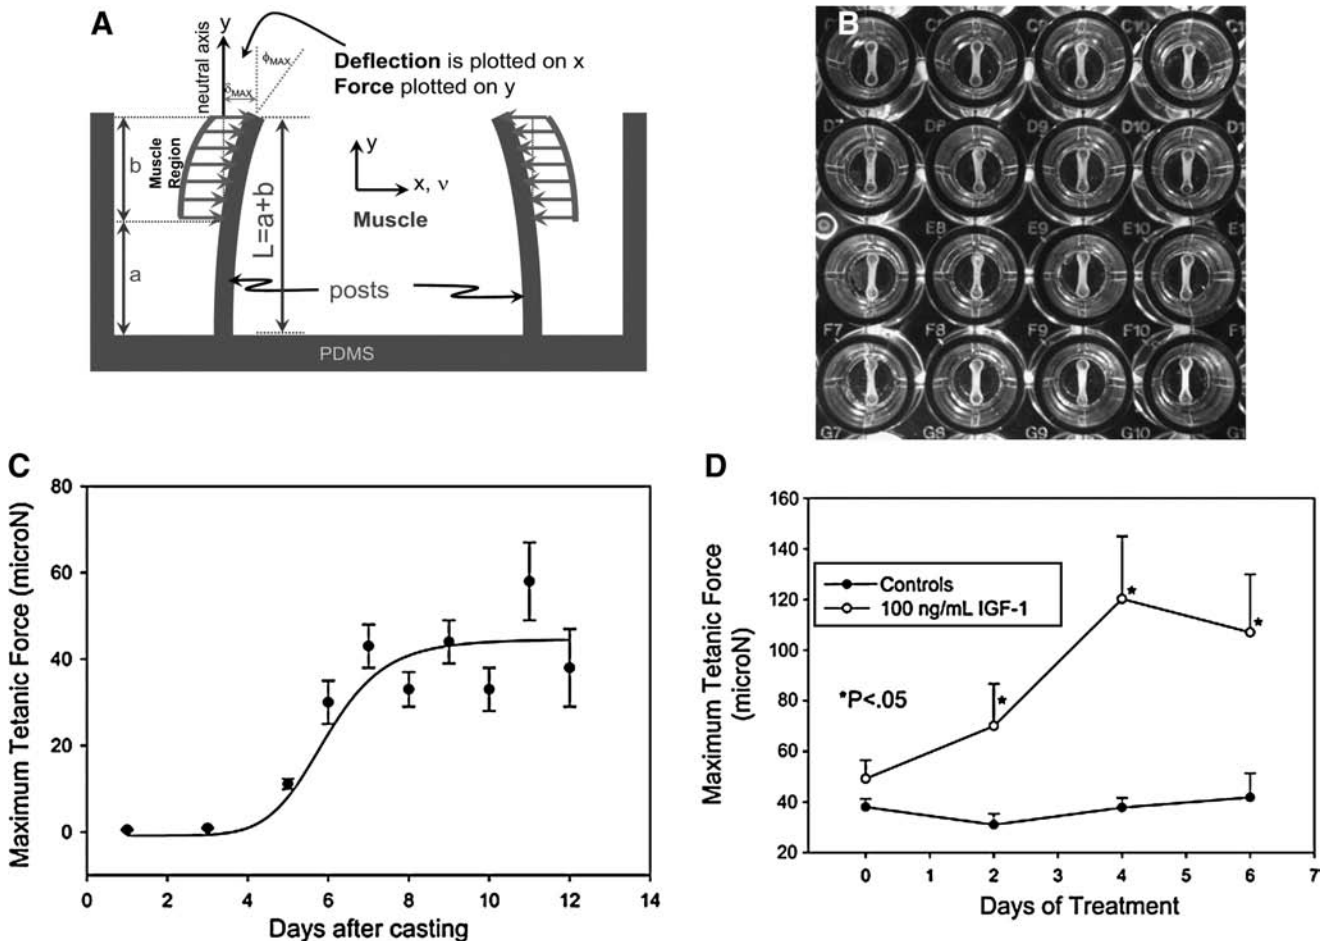 A
y
neutral axis
ϕMAX
δMAX
Deflection is plotted on x
Force plotted on y
b
Muscle
Region
y
x, ν
Muscle
L=a+b
a
posts
PDMS
B
C10
D8
D9
D10
E8
E9
E10
F7
F8
F9
F10
F1
G7
G8
G9
G10
G1
C
Maximum Tetanic Force (microN)
80
60
40
20
0
0 2 4 6 8 10 12 14
Days after casting
D
Maximum Tetanic Force
(microN)
160
140
120
100
80
60
40
20
Controls
100 ng/mL IGF-1
*P<.05
*
*
*
0 1 2 3 4 5 6 7
Days of Treatment